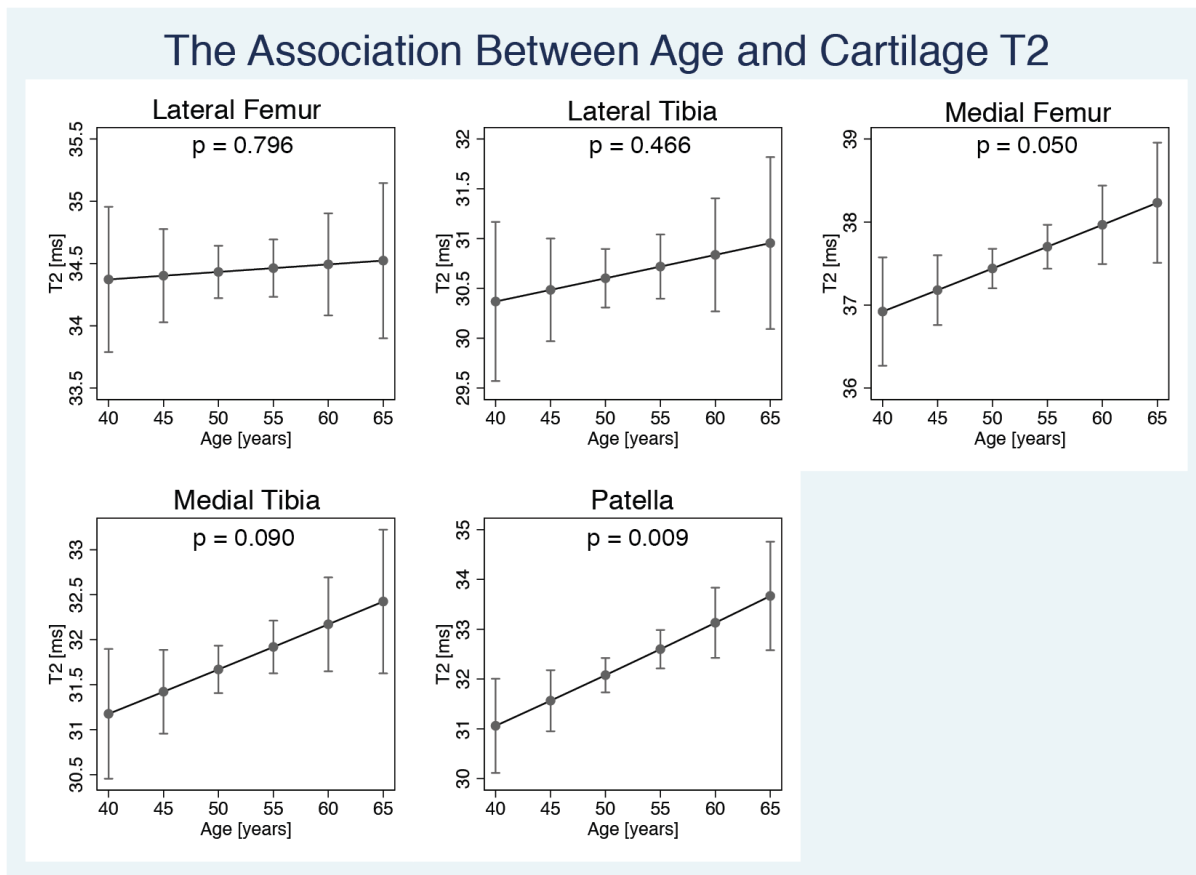 The Association Between Age and Cartilage T2
Lateral Femur
p = 0.796
T2 [ms]
35.5
35
34.5
34
33.5
40 45 50 55 60 65
Age [years]
Lateral Tibia
p = 0.466
T2 [ms]
32
31.5
31
30.5
30
29.5
40 45 50 55 60 65
Age [years]
Medial Femur
p = 0.050
T2 [ms]
39
38
37
36
40 45 50 55 60 65
Age [years]
Medial Tibia
p = 0.090
T2 [ms]
33
32.5
32
31.5
31
30.5
40 45 50 55 60 65
Age [years]
Patella
p = 0.009
T2 [ms]
35
34
33
32
31
30
40 45 50 55 60 65
Age [years]